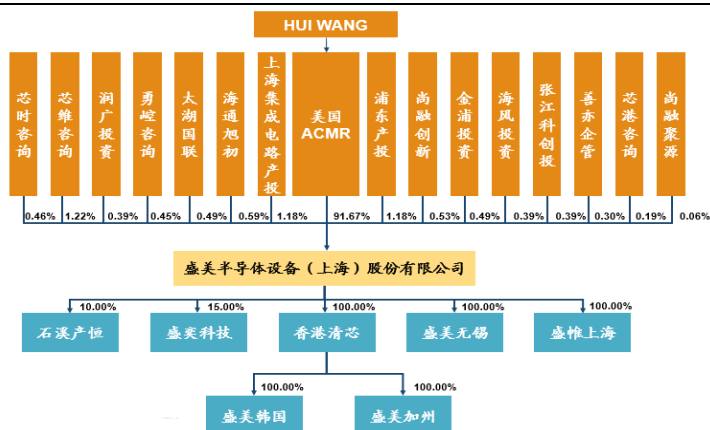 HUI WANG
芯时咨询
芯维咨询
润广投资
勇崆咨询
太湖国联
海通旭初
上海集成电路产投
美国
ACMR
浦东产投
尚融创新
金浦投资
海风投资
张江科创投
善亦企管
芯港咨询
尚融聚源
0.46%
1.22%
0.39%
0.45%
0.49%
0.59%
1.18%
91.67%
1.18%
0.53%
0.49%
0.39%
0.39%
0.30%
0.19%
0.06%
盛美半导体设备（上海）股份有限公司
10.00%
15.00%
100.00%
100.00%
100.00%
石溪产恒
盛奕科技
香港清芯
盛美无锡
盛帷上海
100.00%
100.00%
盛美韩国
盛美加州